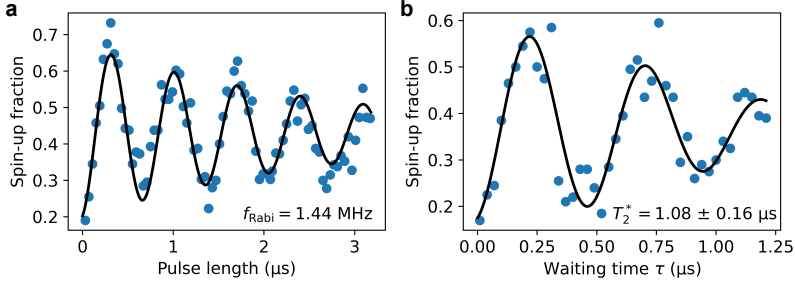 a
Spin-up fraction
0.7
0.6
0.5
0.4
0.3
0.2
0
1
2
3
Pulse length (μs)
f_Rabi = 1.44 MHz
b
Spin-up fraction
0.6
0.5
0.4
0.3
0.2
0.00
0.25
0.50
0.75
1.00
1.25
Waiting time τ (μs)
T₂* = 1.08 ± 0.16 μs